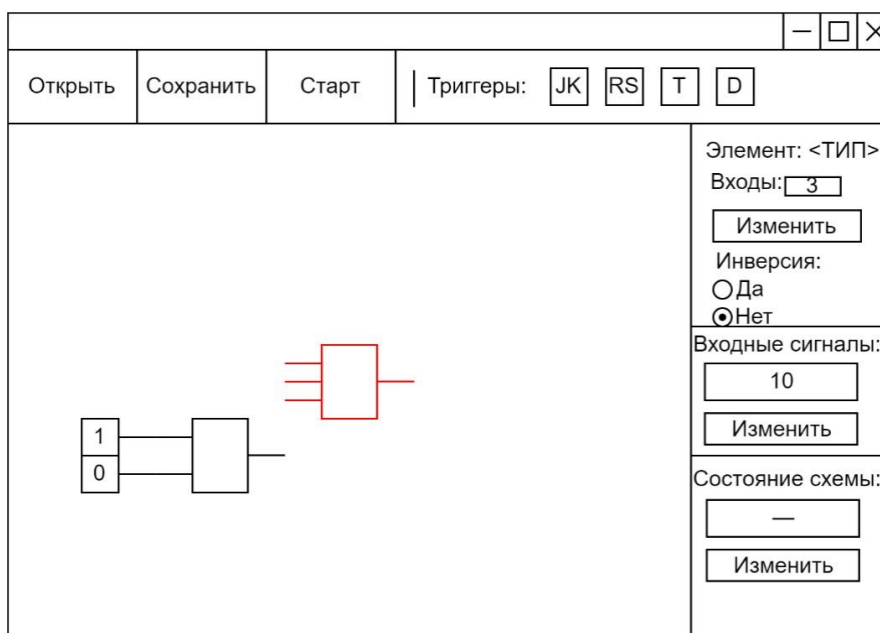 Открыть Сохранить Старт | Триггеры: JK RS T D
Элемент: <ТИП>
Входы: 3
Изменить
Инверсия:
Да
Нет
Входные сигналы:
10
Изменить
Состояние схемы:
—
Изменить
1
0